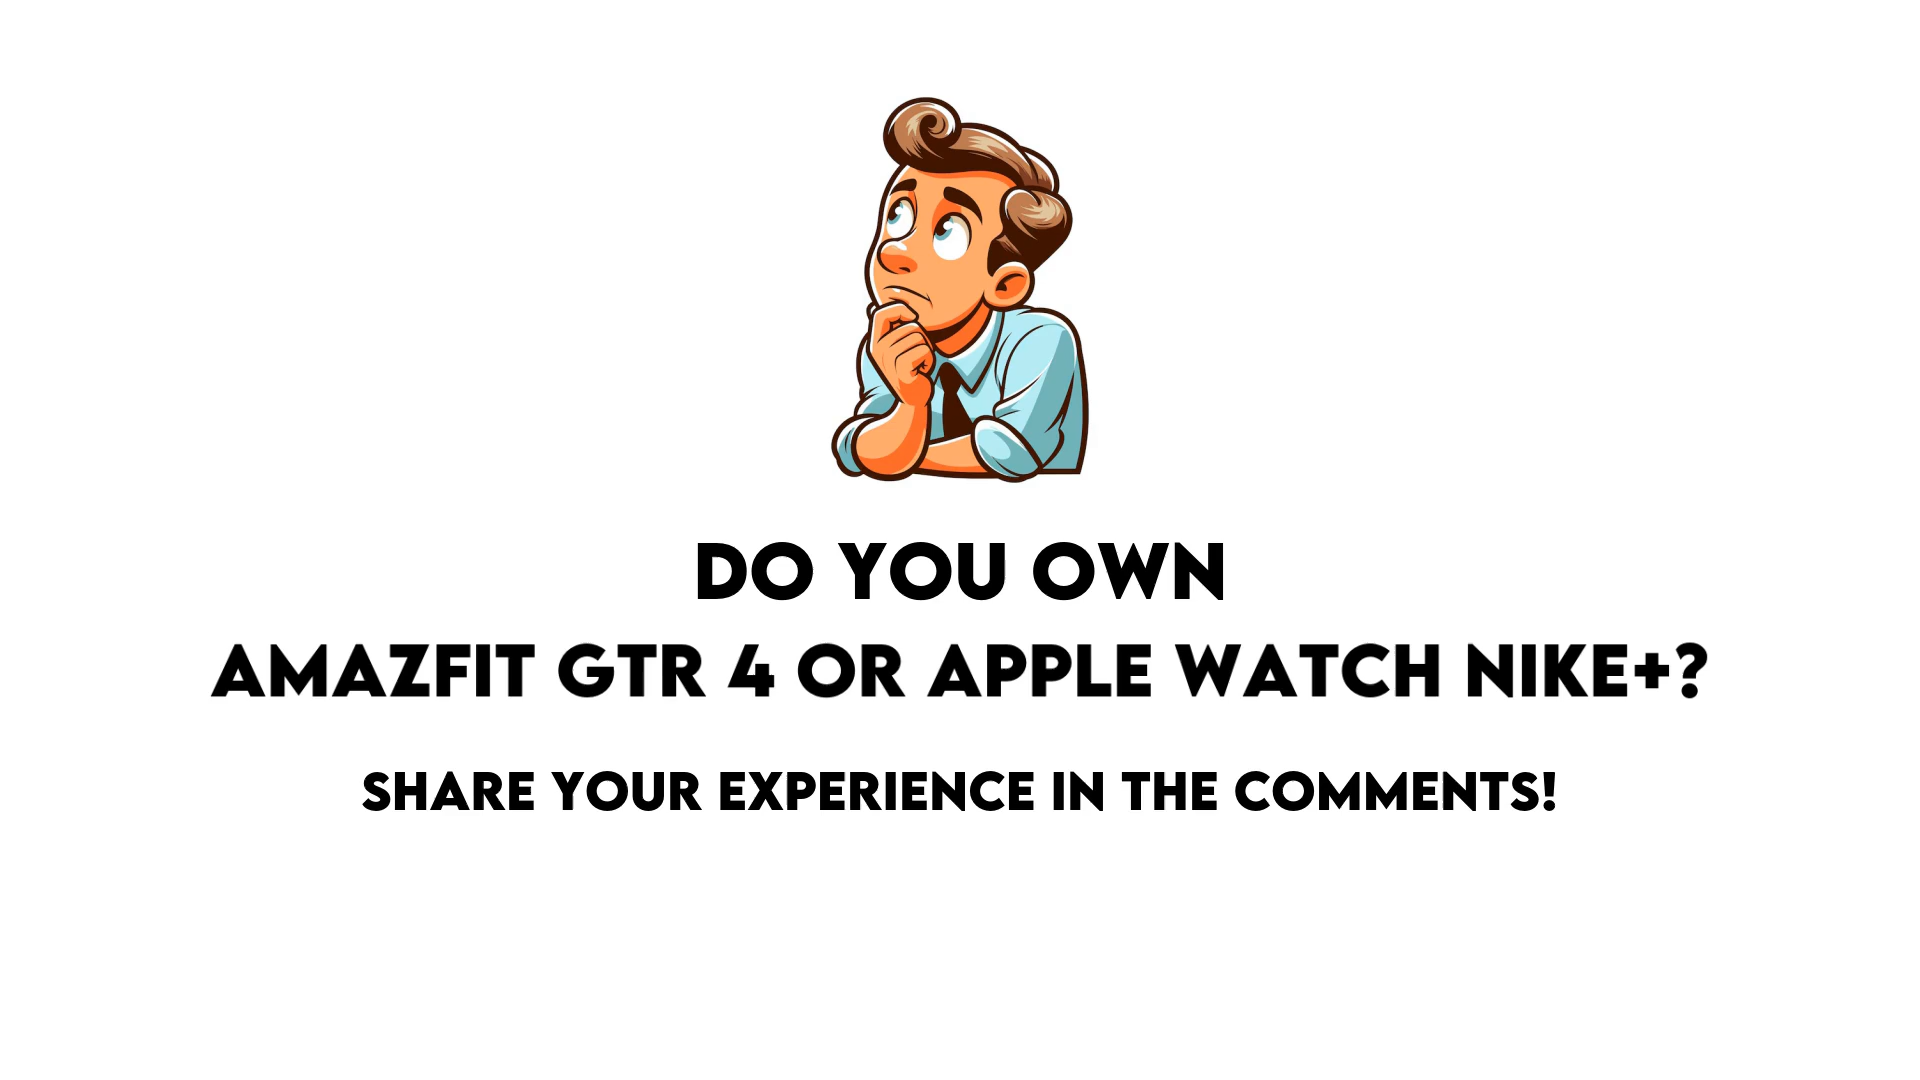 DO YOU OWN
AMAZFIT GTR 4 OR APPLE WATCH NIKE+?
SHARE YOUR EXPERIENCE IN THE COMMENTS!